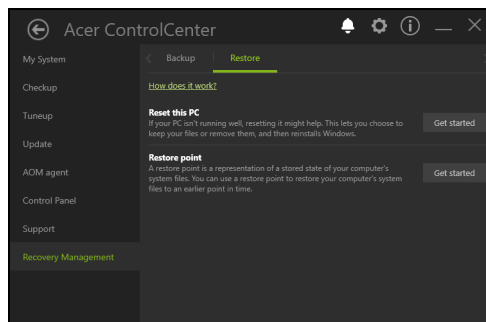 Acer ControlCenter
My System
Checkup
Tuneup
Update
AOM agent
Control Panel
Support
Recovery Management
Backup
Restore
How does it work?
Reset this PC
If your PC isn't running well, resetting it might help. This lets you choose to
keep your files or remove them, and then reinstalls Windows.
Get started
Restore point
A restore point is a representation of a stored state of your computer's
system files. You can use a restore point to restore your computer's system
files to an earlier point in time.
Get started